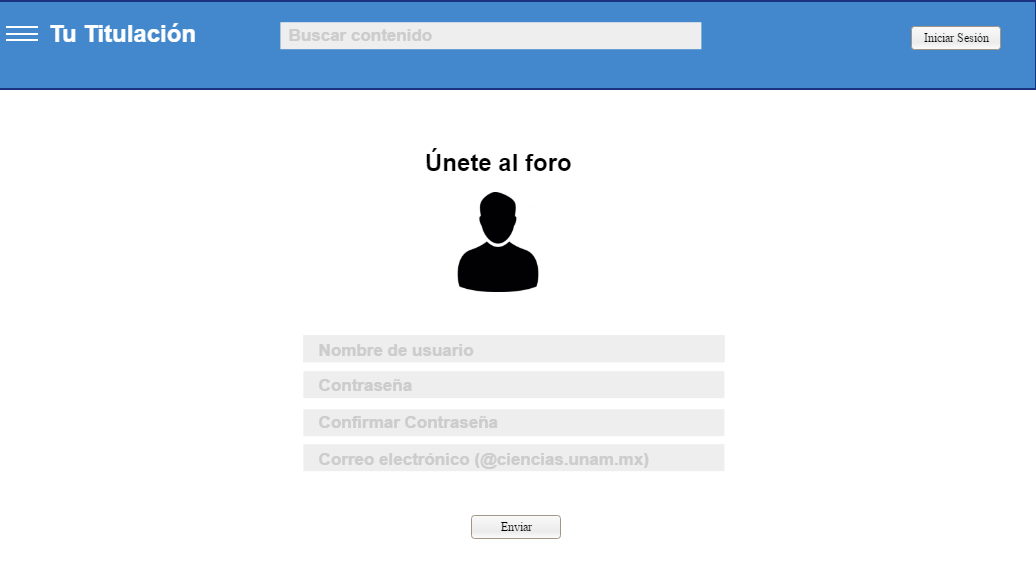 Tu Titulación
Buscar contenido
Iniciar Sesión
Únete al foro
Nombre de usuario
Contraseña
Confirmar Contraseña
Correo electrónico (@ciencias.unam.mx)
Enviar